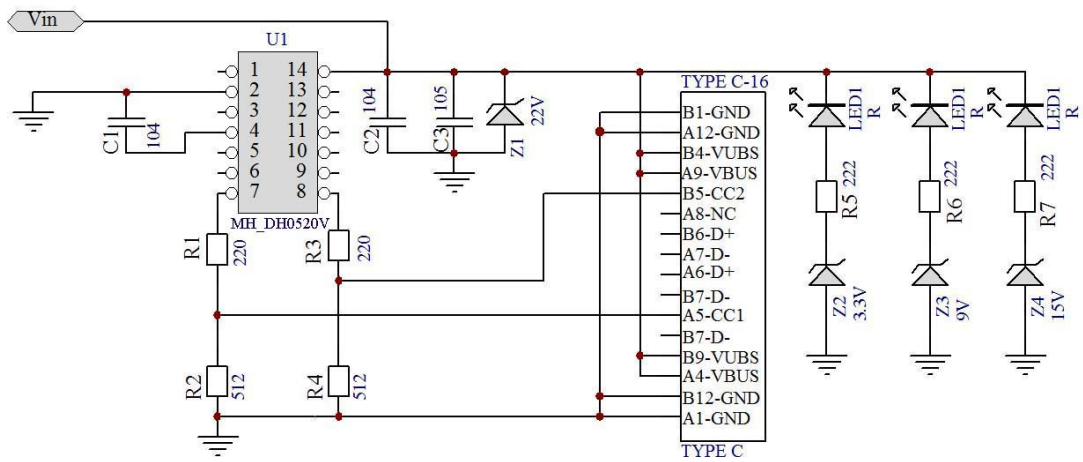 Vin
U1
1 14
2 13
3 12
4 11
5 10
6 9
7 8
MH_DH0520V
C1
104
C2
104
C3
105
Z1
22V
R1
220
R3
220
R2
512
R4
512
TYPE C-16
B1-GND
A12-GND
B4-VUBS
A9-VBUS
B5-CC2
A8-NC
B6-D+
A7-D-
A6-D+
B7-D-
A5-CC1
B7-D-
B9-VUBS
A4-VBUS
B12-GND
A1-GND
TYPE C
LED1
R
LED1
R
LED1
R
R5
222
R6
222
R7
222
Z2
3.3V
Z3
9V
Z4
15V